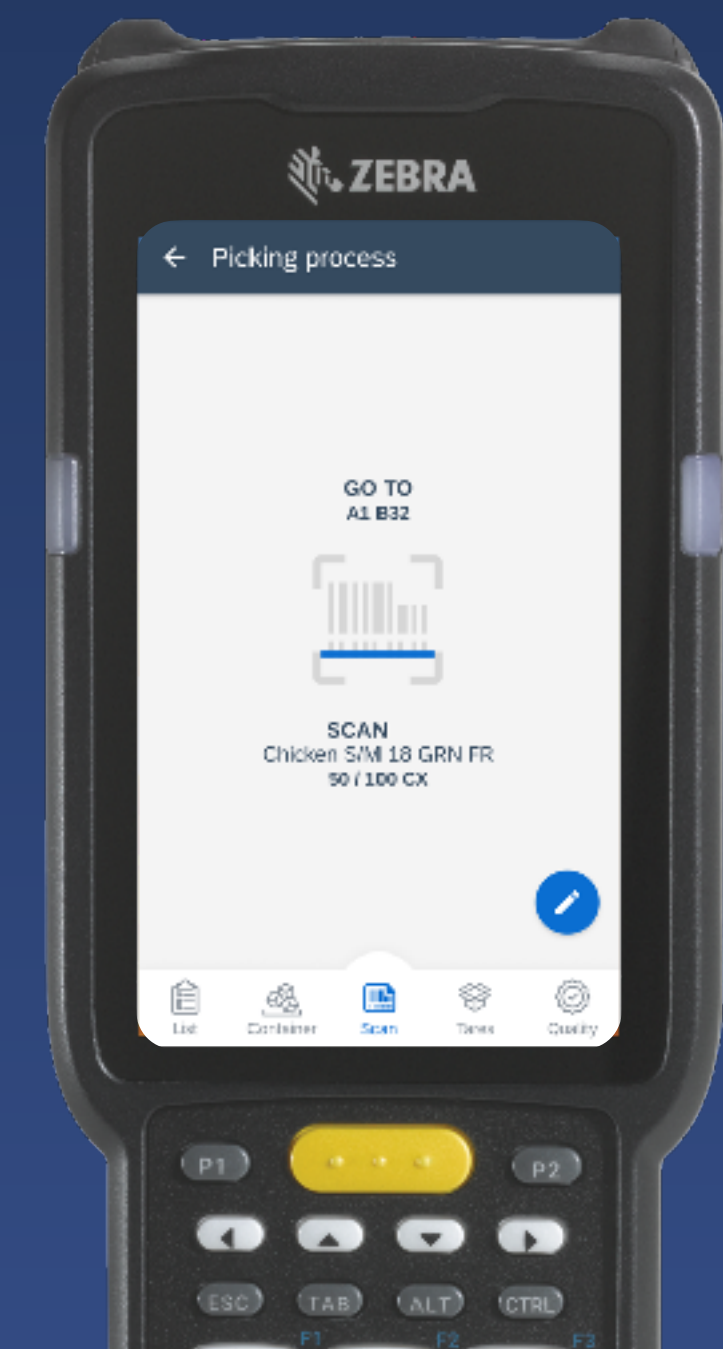 ZEBRA
Picking process
GO TO
A1 B32
SCAN
Chicken S/M 18 GRN FR
50 / 100 CX
List
Container
Scan
Tares
Quality
P1
P2
ESC
TAB
ALT
CTRL
F1
F2
F3